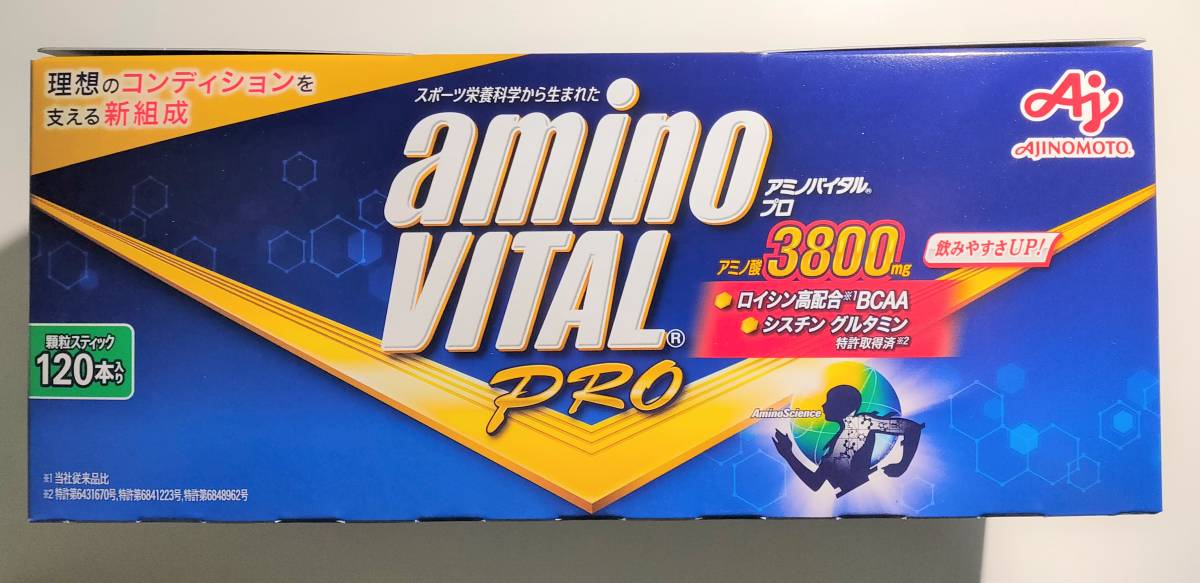 理想のコンディションを
支える新組成
スポーツ栄養科学から生まれた
amino
VITAL®
PRO
アミノバイタル®
プロ
Aj
AJINOMOTO®
アミノ酸3800mg
飲みやすさUP!
ロイシン高配合※1BCAA
シスチン グルタミン
特許取得済※2
顆粒スティック
120本入り
AminoScience
※1 当社従来品比
※2 特許第6431670号,特許第6841223号,特許第6848962号